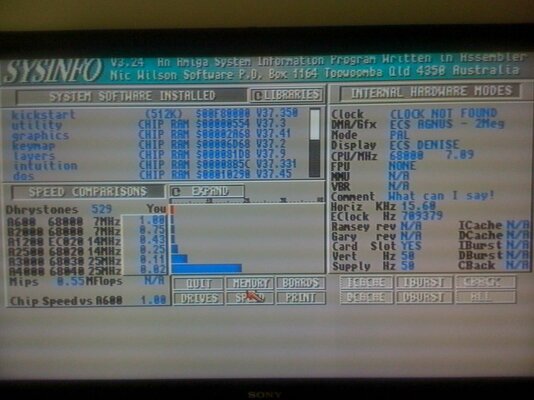 SYSINFO
V3.24 An Amiga System Information Program Written in Assembler
Nic Wilson Software P.O. Box 1164 Toowoomba Qld 4350 Australia
SYSTEM SOFTWARE INSTALLED
LIBRARIES
kickstart (512K) $00F80000 V37.350
utility CHIP RAM $00000554 V37.3
graphics CHIP RAM $00002A68 V37.41
keymap CHIP RAM $00006D68 V37.2
layers CHIP RAM V37.9
intuition CHIP RAM V37.331
dos CHIP RAM $00010290 V37.45
SPEED COMPARISONS
EXPAND
Dhrystones 529 You
A600 68000 7MHz 1.00
B2000 68000 7MHz 0.75
A1200 EC020 14MHz 0.43
A2500 68020 14MHz 0.25
A3000 68030 25MHz 0.11
A4000 68040 25MHz 0.02
Mips 0.55 MFlops N/A
Chip Speed vs A600 1.00
QUIT MEMORY BOARDS
DRIVES SPEED PRINT
INTERNAL HARDWARE MODES
Clock CLOCK NOT FOUND
DMA/Gfx ECS AGNUS - 2Meg
Mode PAL
Display ECS DENISE
CPU/MHz 68000 7.09
FPU NONE
MMU N/A
VBR N/A
Comment What can I say!
Horiz KHz 15.60
EClock Hz 709379
Ramsey rev N/A ICache N/A
Gary rev N/A DCache N/A
Card Slot YES IBurst N/A
Vert Hz 50 DBurst N/A
Supply Hz 50 CBack N/A
ICACHE IBURST CBACK
DCACHE DBURST ALL
SONY